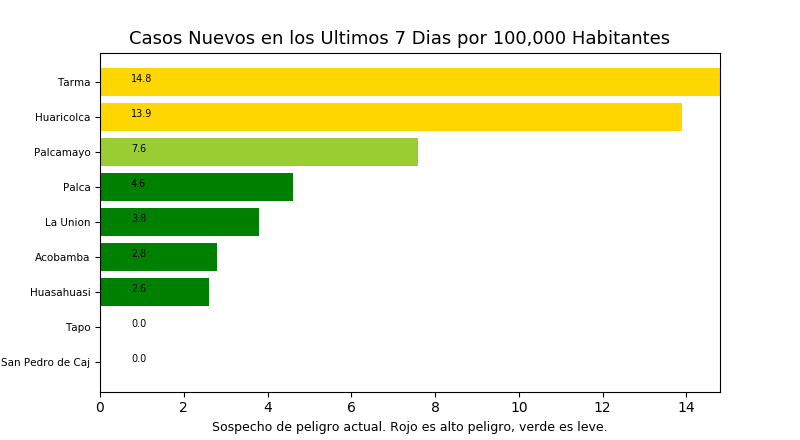 Casos Nuevos en los Ultimos 7 Dias por 100,000 Habitantes
Tarma 14.8
Huaricolca 13.9
Palcamayo 7.6
Palca 4.6
La Union 3.8
Acobamba 2.8
Huasahuasi 2.6
Tapo 0.0
San Pedro de Caj 0.0
0 2 4 6 8 10 12 14
Sospecho de peligro actual. Rojo es alto peligro, verde es leve.